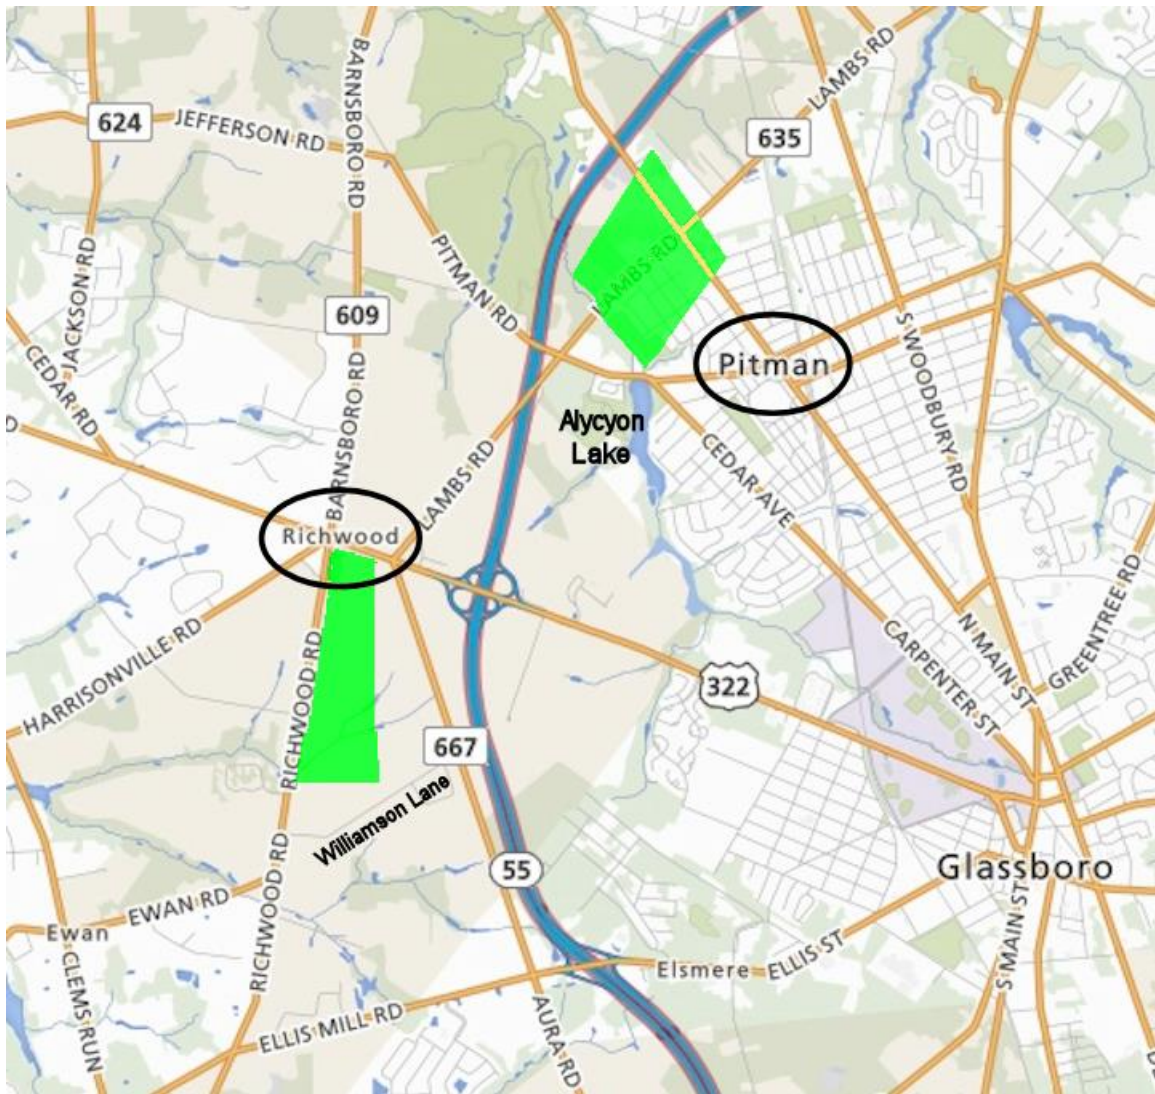 BARNSBORO RD
LAMBS RD
624
JEFFERSON RD
635
PITMAN RD
LAMBS RD
JACKSON RD
609
CEDAR RD
BARNSBORO RD
Pitman
S WOODBURY RD
Alycyon
Lake
CEDAR AVE
LAMBS RD
Richwood
HARRISONVILLE RD
RICHWOOD RD
322
CARPENTER ST
N MAIN ST
GREENTREE RD
667
Williamson Lane
55
Glassboro
RICHWOOD RD
EWAN RD
Ewan
CLEMS RUN
Elsmere
ELLIS ST
S MAIN ST
ELLIS MILL RD
AURA RD